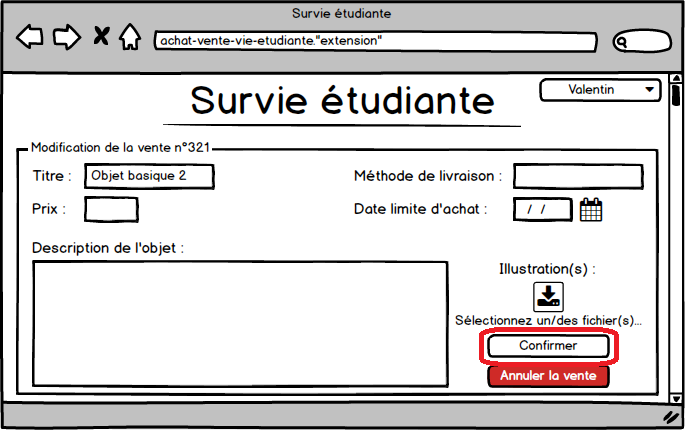 Survie étudiante
achat-vente-vie-etudiante."extension"
Valentin
Survie étudiante
Modification de la vente n°321
Titre :
Objet basique 2
Méthode de livraison :
Prix :
Date limite d'achat :
/ /
Description de l'objet :
Illustration(s) :
Sélectionnez un/des fichier(s)...
Confirmer
Annuler la vente